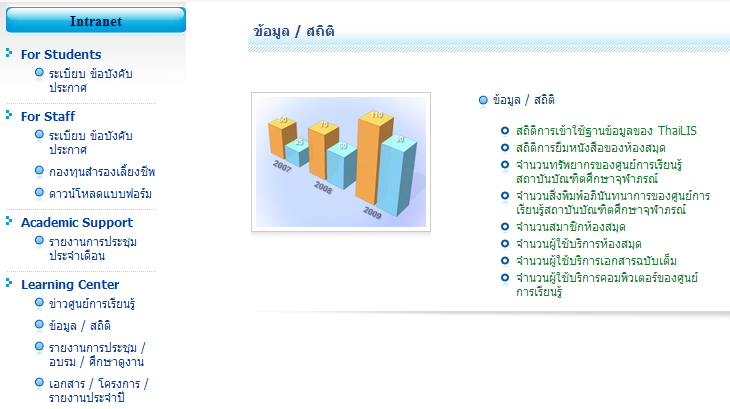 Intranet
For Students
ระเบียบ ข้อบังคับ
ประกาศ
For Staff
ระเบียบ ข้อบังคับ
ประกาศ
กองทุนสำรองเลี้ยงชีพ
ดาวน์โหลดแบบฟอร์ม
Academic Support
รายงานการประชุม
ประจำเดือน
Learning Center
ข่าวศูนย์การเรียนรู้
ข้อมูล / สถิติ
รายงานการประชุม /
อบรม / ศึกษาดูงาน
เอกสาร / โครงการ /
รายงานประจำปี
ข้อมูล / สถิติ
110
90
2007
2008
2009
ข้อมูล / สถิติ
สถิติการเข้าใช้ฐานข้อมูลของ ThaiLIS
สถิติการยืมหนังสือของห้องสมุด
จำนวนทรัพยากรของศูนย์การเรียนรู้
สถาบันบัณฑิตศึกษาจุฬาภรณ์
จำนวนสิ่งพิมพ์อภินันทนาการของศูนย์การ
เรียนรู้สถาบันบัณฑิตศึกษาจุฬาภรณ์
จำนวนสมาชิกห้องสมุด
จำนวนผู้ใช้บริการห้องสมุด
จำนวนผู้ใช้บริการเอกสารฉบับเต็ม
จำนวนผู้ใช้บริการคอมพิวเตอร์ของศูนย์
การเรียนรู้